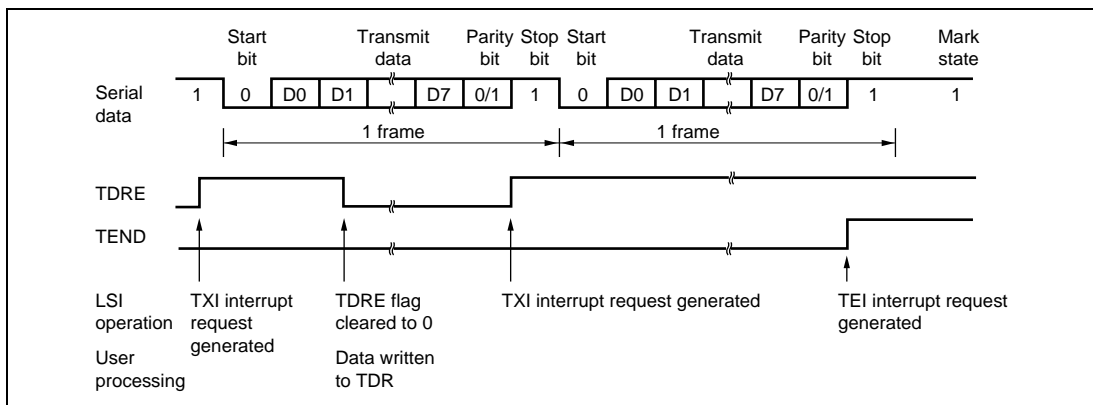 Start bit Transmit data Parity bit Stop bit Start bit Transmit data Parity bit Stop bit Mark state
Serial data 1 0 D0 D1 D7 0/1 1 0 D0 D1 D7 0/1 1 1
1 frame 1 frame
TDRE
TEND
LSI operation TXI interrupt request generated TDRE flag cleared to 0 TXI interrupt request generated TEI interrupt request generated
User processing Data written to TDR